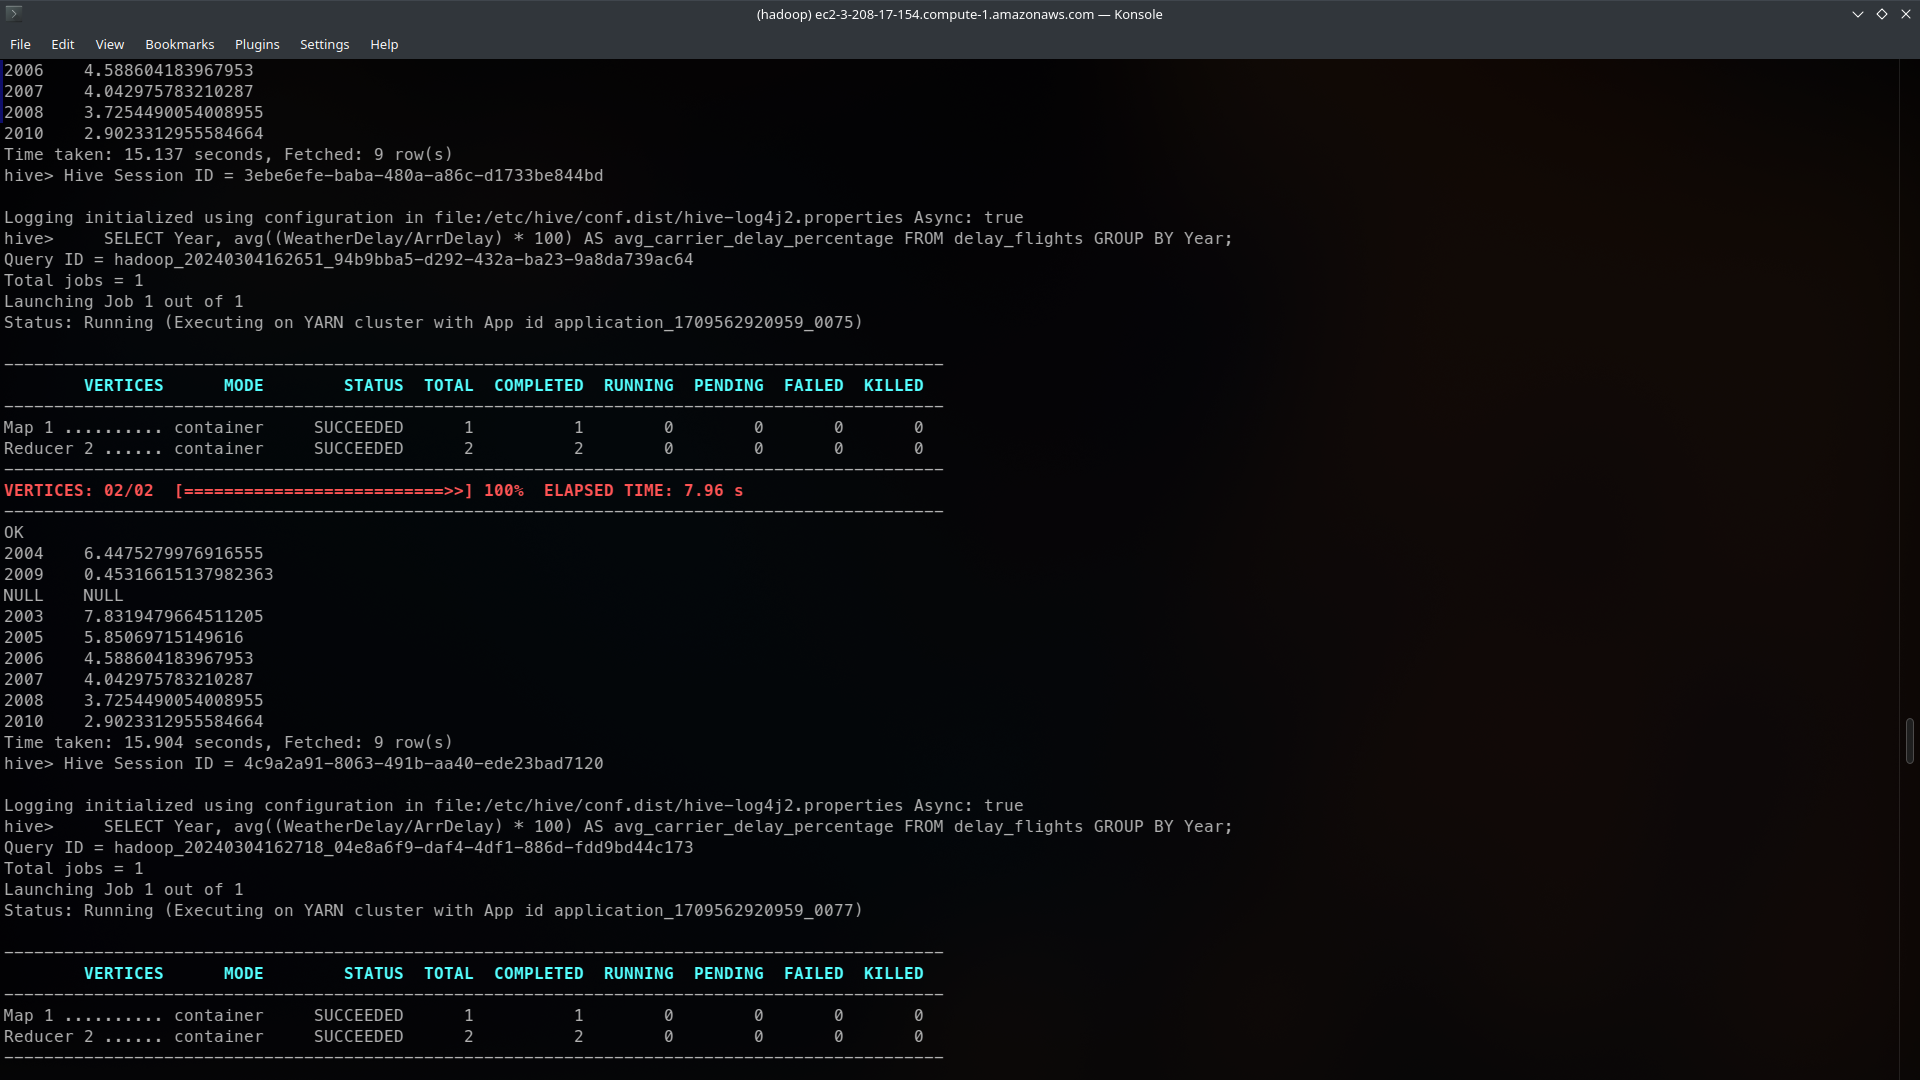 (hadoop) ec2-3-208-17-154.compute-1.amazonaws.com — Konsole
File Edit View Bookmarks Plugins Settings Help
2006    4.588604183967953
2007    4.042975783210287
2008    3.7254490054008955
2010    2.9023312955584664
Time taken: 15.137 seconds, Fetched: 9 row(s)
hive> Hive Session ID = 3ebe6efe-baba-480a-a86c-d1733be844bd
Logging initialized using configuration in file:/etc/hive/conf.dist/hive-log4j2.properties Async: true
hive>     SELECT Year, avg((WeatherDelay/ArrDelay) * 100) AS avg_carrier_delay_percentage FROM delay_flights GROUP BY Year;
Query ID = hadoop_20240304162651_94b9bba5-d292-432a-ba23-9a8da739ac64
Total jobs = 1
Launching Job 1 out of 1
Status: Running (Executing on YARN cluster with App id application_1709562920959_0075)
----------------------------------------------------------------------------------------------
        VERTICES      MODE        STATUS  TOTAL  COMPLETED  RUNNING  PENDING  FAILED  KILLED
----------------------------------------------------------------------------------------------
Map 1 .......... container     SUCCEEDED      1          1        0        0       0       0
Reducer 2 ...... container     SUCCEEDED      2          2        0        0       0       0
----------------------------------------------------------------------------------------------
VERTICES: 02/02  [==========================>>] 100%  ELAPSED TIME: 7.96 s
----------------------------------------------------------------------------------------------
OK
2004    6.4475279976916555
2009    0.45316615137982363
NULL    NULL
2003    7.8319479664511205
2005    5.85069715149616
2006    4.588604183967953
2007    4.042975783210287
2008    3.7254490054008955
2010    2.9023312955584664
Time taken: 15.904 seconds, Fetched: 9 row(s)
hive> Hive Session ID = 4c9a2a91-8063-491b-aa40-ede23bad7120
Logging initialized using configuration in file:/etc/hive/conf.dist/hive-log4j2.properties Async: true
hive>     SELECT Year, avg((WeatherDelay/ArrDelay) * 100) AS avg_carrier_delay_percentage FROM delay_flights GROUP BY Year;
Query ID = hadoop_20240304162718_04e8a6f9-daf4-4df1-886d-fdd9bd44c173
Total jobs = 1
Launching Job 1 out of 1
Status: Running (Executing on YARN cluster with App id application_1709562920959_0077)
----------------------------------------------------------------------------------------------
        VERTICES      MODE        STATUS  TOTAL  COMPLETED  RUNNING  PENDING  FAILED  KILLED
----------------------------------------------------------------------------------------------
Map 1 .......... container     SUCCEEDED      1          1        0        0       0       0
Reducer 2 ...... container     SUCCEEDED      2          2        0        0       0       0
----------------------------------------------------------------------------------------------